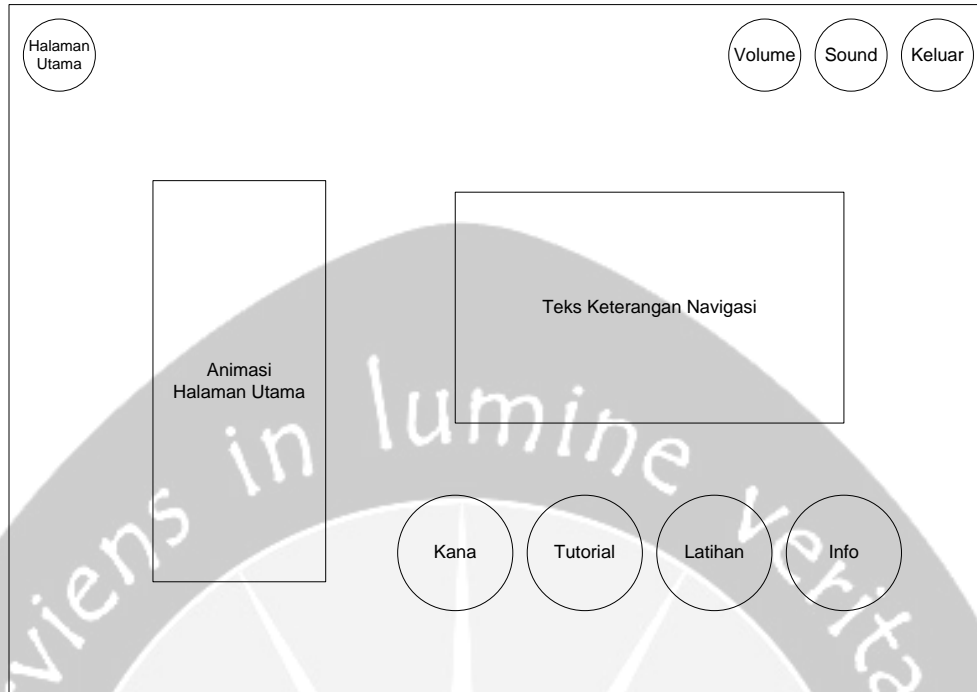 Halaman
Utama
Volume
Sound
Keluar
Teks Keterangan Navigasi
Animasi
Halaman Utama
Kana
Tutorial
Latihan
Info
viens in lumine verita